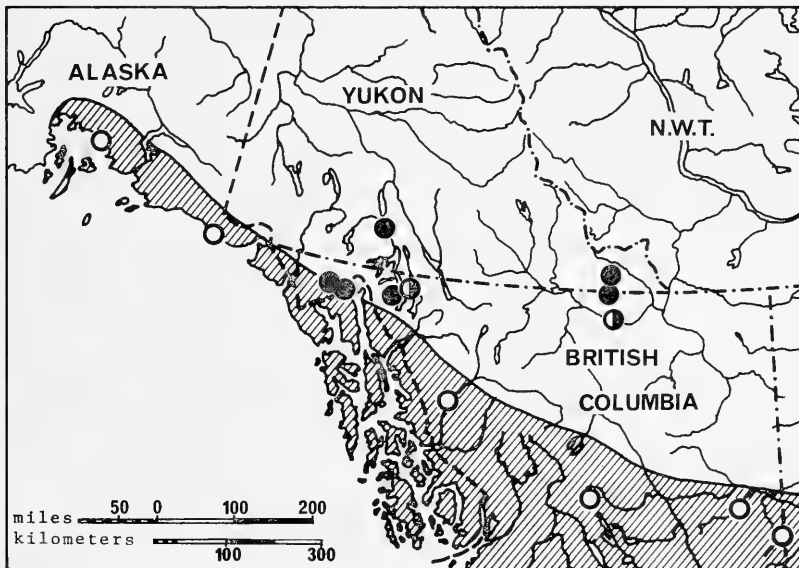 ALASKA
YUKON
N.W.T.
BRITISH
COLUMBIA
50 0 100 200
miles
kilometers
100 300